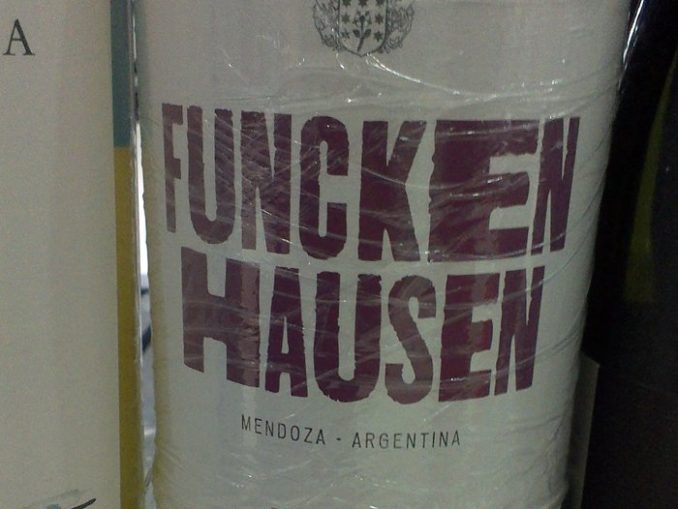 A
FUNCKEN
HAUSEN
MENDOZA - ARGENTINA